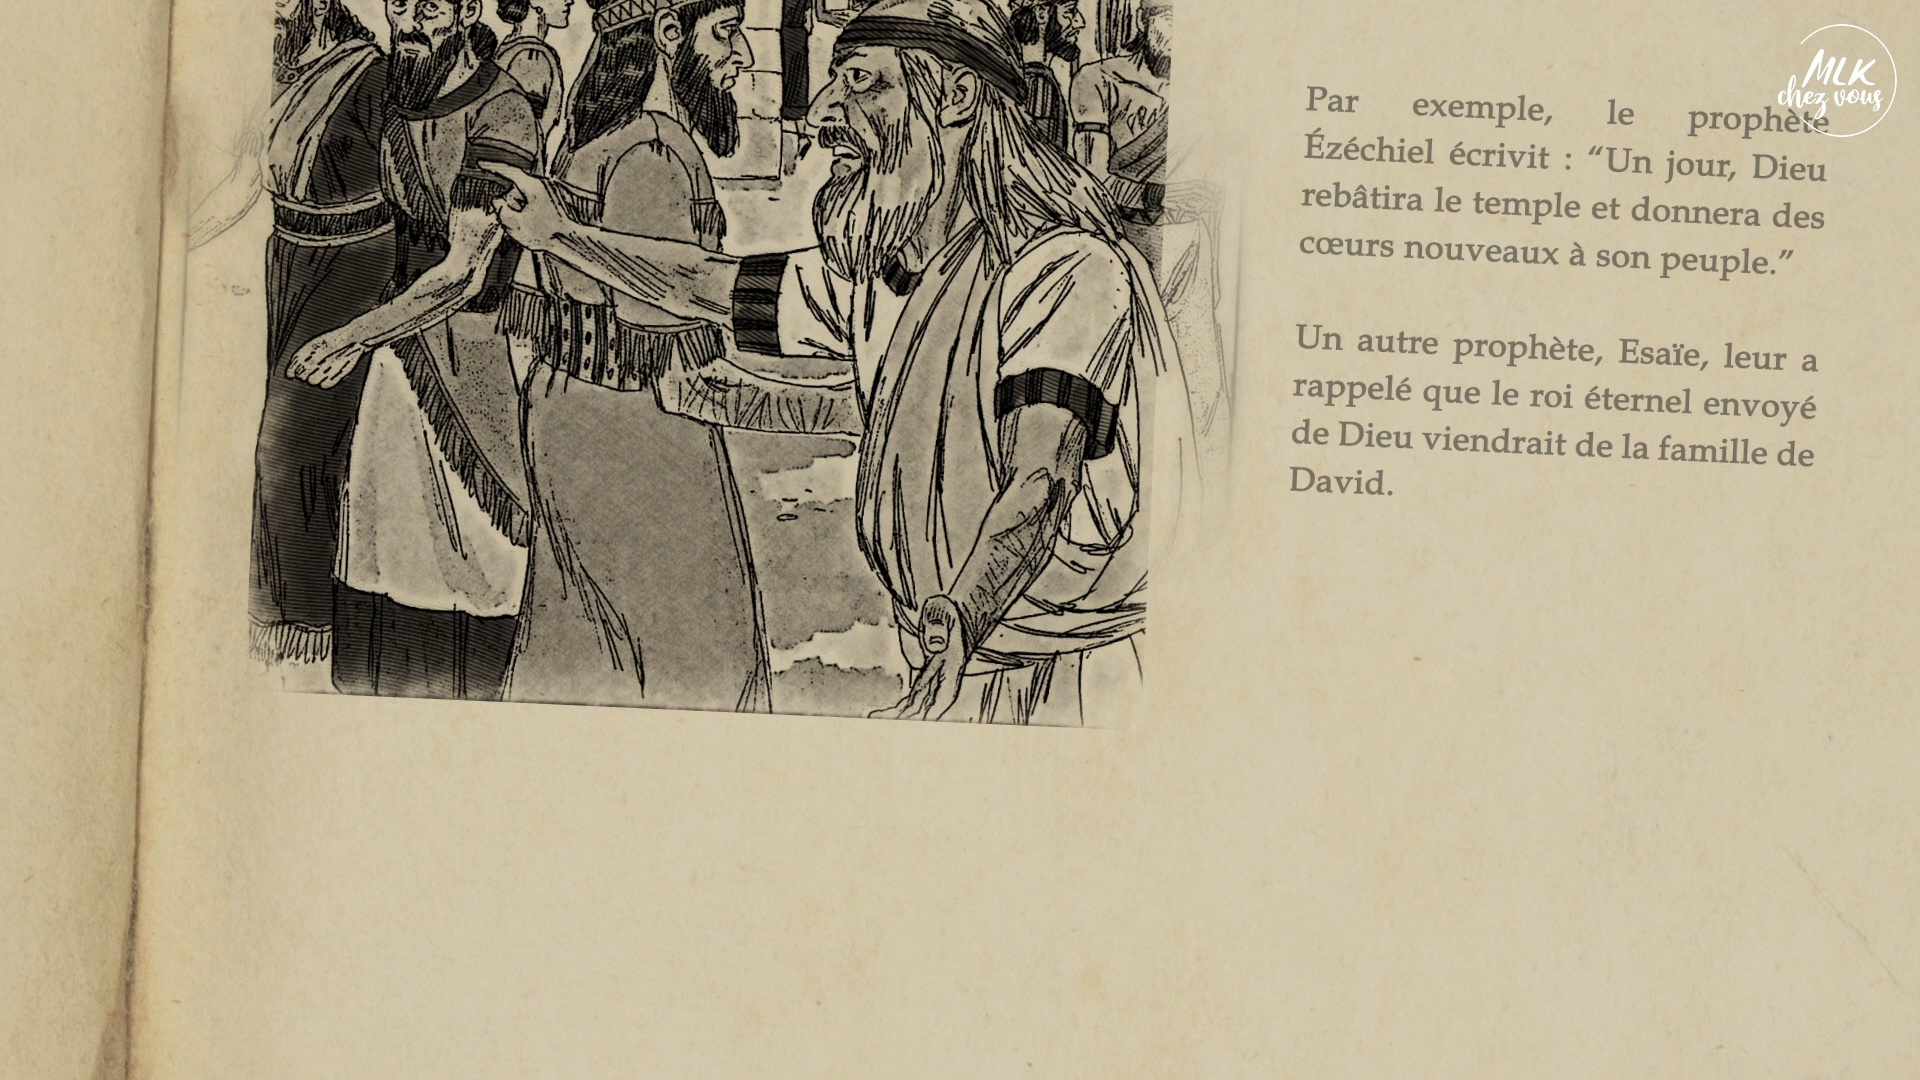 MLK
chez vous
Par exemple, le prophète
Ézéchiel écrivit : “Un jour, Dieu
rebâtira le temple et donnera des
cœurs nouveaux à son peuple.”
Un autre prophète, Esaïe, leur a
rappelé que le roi éternel envoyé
de Dieu viendrait de la famille de
David.